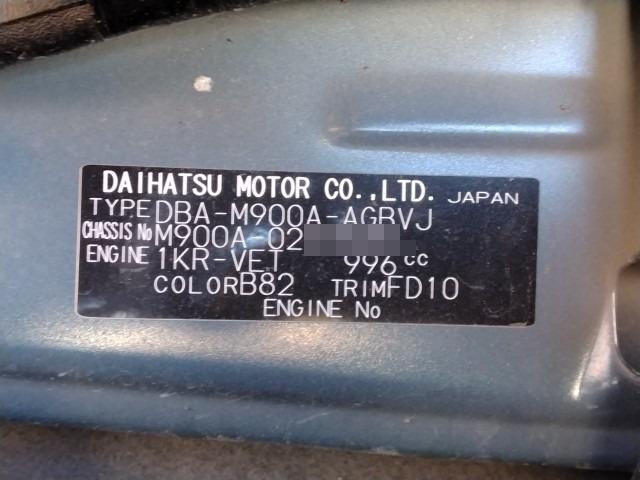 DAIHATSU MOTOR CO.,LTD. JAPAN
TYPE DBA-M900A-AGBVJ
CHASSIS No M900A-02
ENGINE 1KR-VET 996 cc
COLOR B82 TRIM FD10
ENGINE No